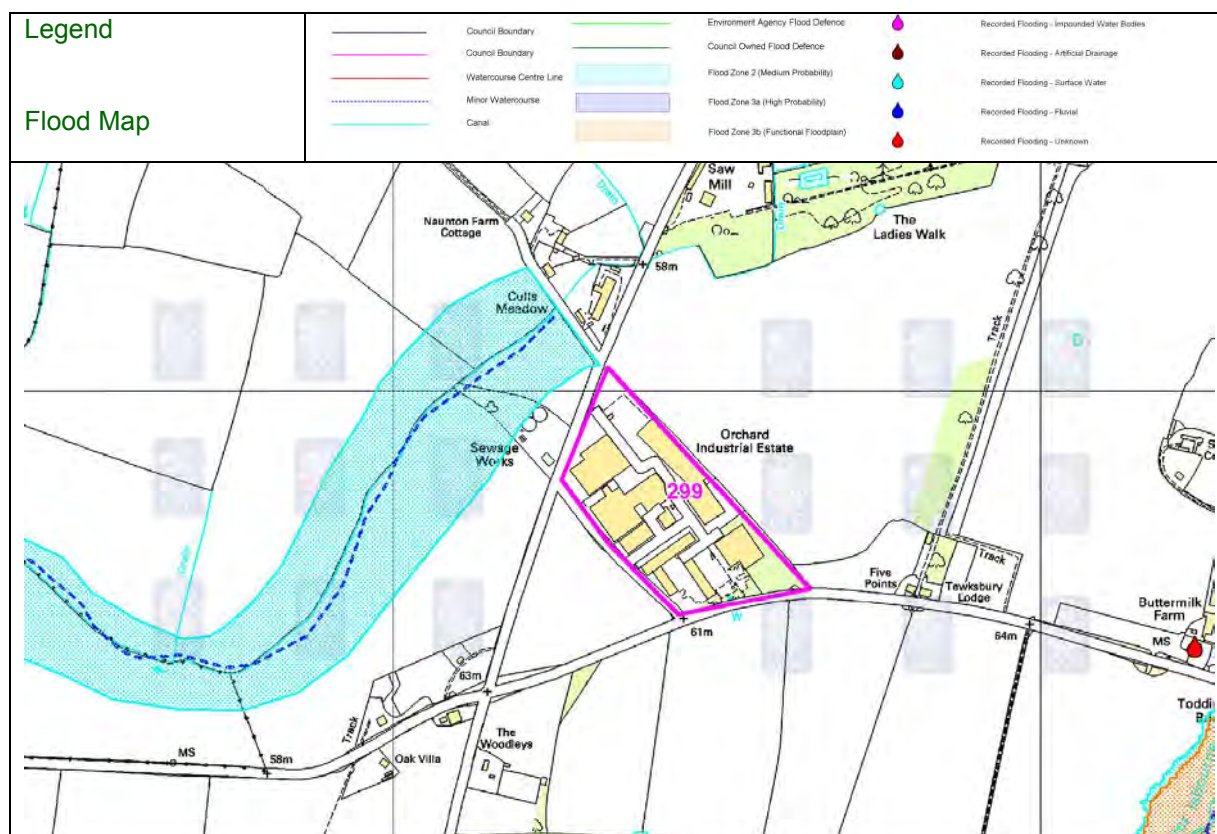 Legend
Flood Map
Council Boundary
Council Boundary
Watercourse Centre Line
Minor Watercourse
Canal
Environment Agency Flood Defence
Council Owned Flood Defence
Flood Zone 2 (Medium Probability)
Flood Zone 3a (High Probability)
Flood Zone 3b (Functional Floodplain)
Recorded Flooding - Impounded Water Bodies
Recorded Flooding - Artificial Drainage
Recorded Flooding - Surface Water
Recorded Flooding - Fluvial
Recorded Flooding - Unknown
Saw
Mill
Drain
Drain
Naunton Farm
Cottage
The
Ladies Walk
58m
Track
Cults
Meadow
D
Sewage
Works
Orchard
Industrial Estate
299
Drain
Track
Five
Points
Tewksbury
Lodge
Buttermilk
Farm
MS
W
61m
64m
63m
Track
The
Woodleys
MS
58m
Oak Villa